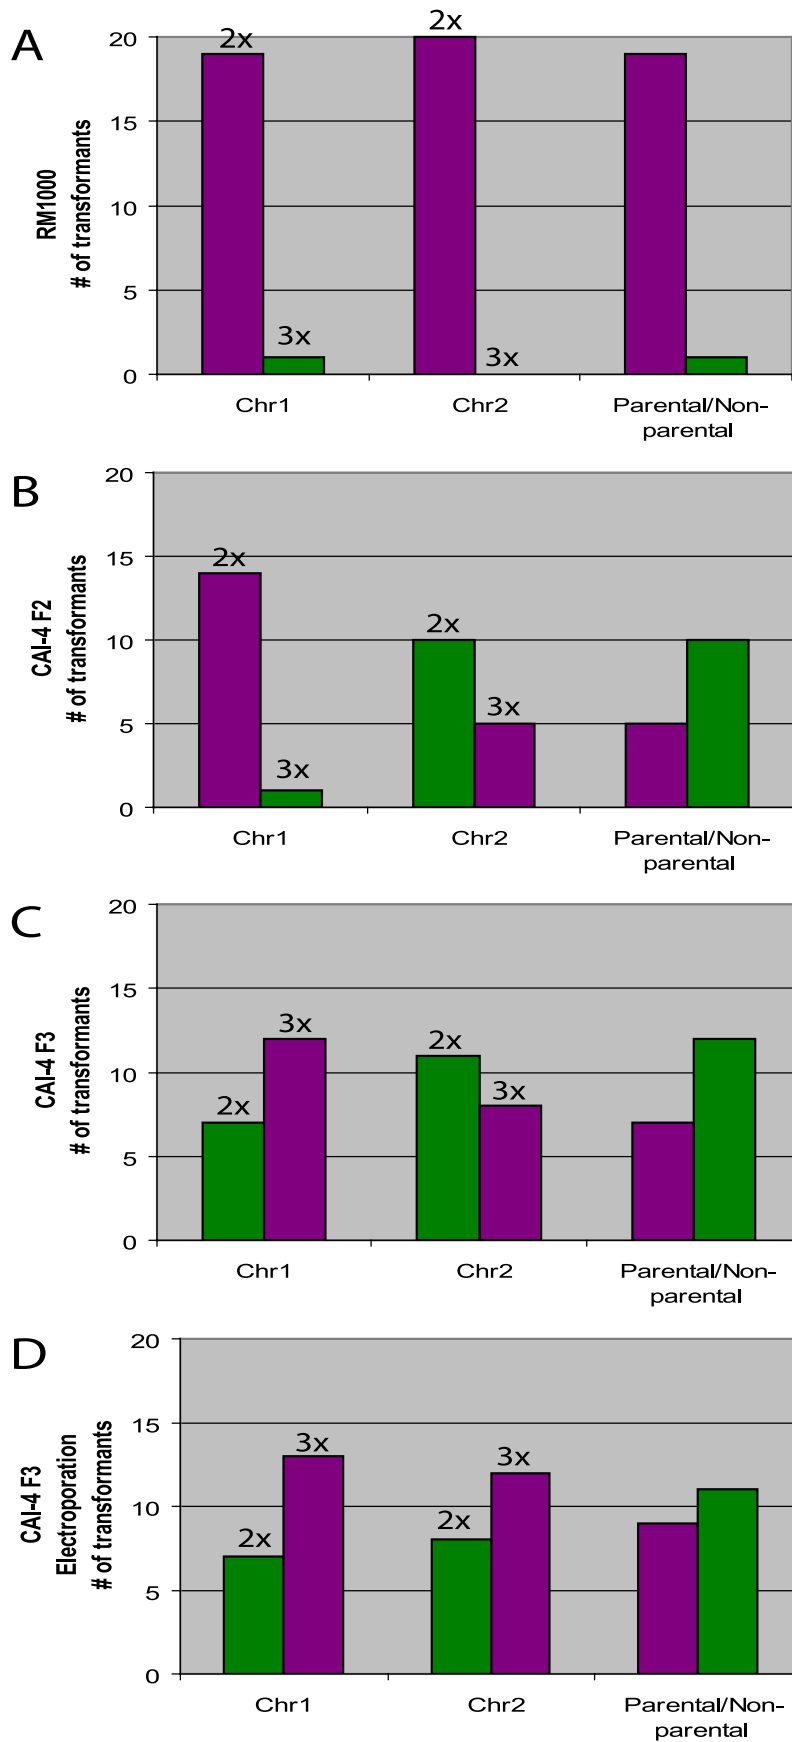 A
RM1000
# of transformants
20
15
10
5
0
2x
3x
2x
3x
Chr1
Chr2
Parental/Non-
parental
B
CAI-4 F2
# of transformants
20
15
10
5
0
2x
3x
2x
3x
Chr1
Chr2
Parental/Non-
parental
C
CAI-4 F3
# of transformants
20
15
10
5
0
2x
3x
2x
3x
Chr1
Chr2
Parental/Non-
parental
D
CAI-4 F3
Electroporation
# of transformants
20
15
10
5
0
2x
3x
2x
3x
Chr1
Chr2
Parental/Non-
parental